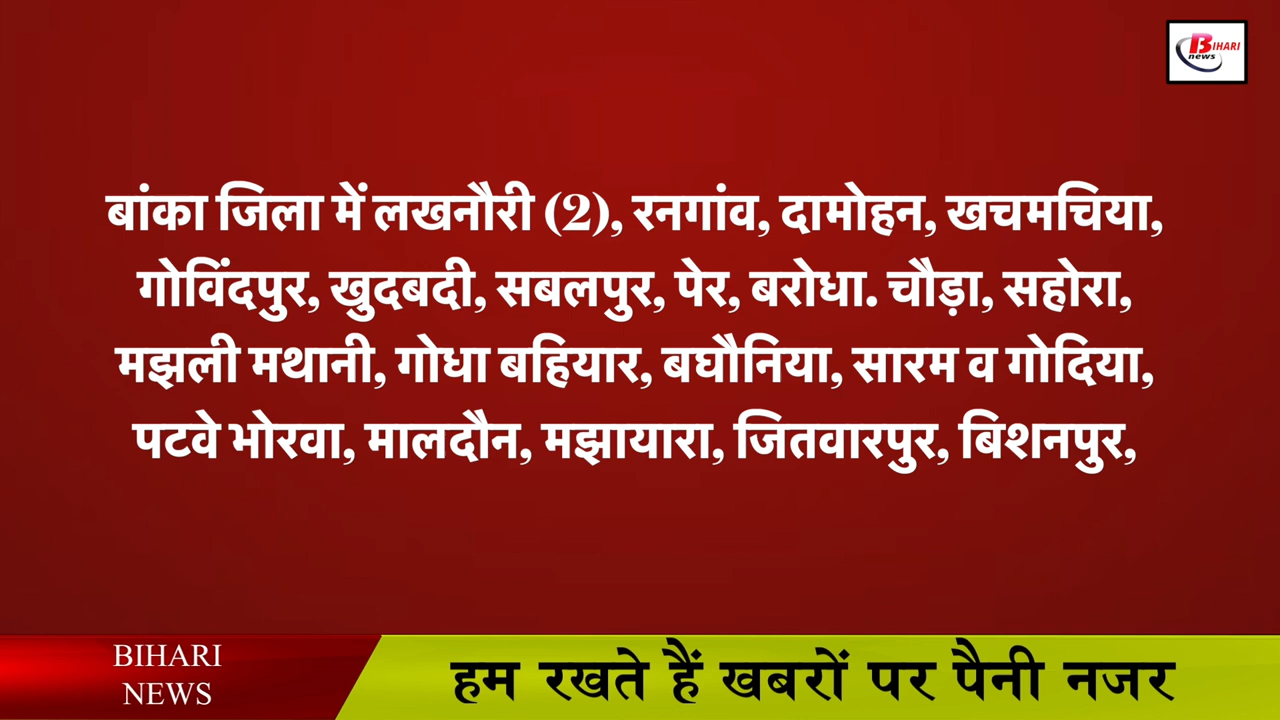 BIHARI
news
बांका जिला में लखनौरी (2), रनगांव, दामोहन, खचमचिया,
गोविंदपुर, खुदबदी, सबलपुर, पेर, बरोधा. चौड़ा, सहोरा,
मझली मथानी, गोधा बहियार, बघौनिया, सारम व गोदिया,
पटवे भोरवा, मालदौन, मझायारा, जितवारपुर, बिशनपुर,
BIHARI
NEWS
हम रखते हैं खबरों पर पैनी नजर